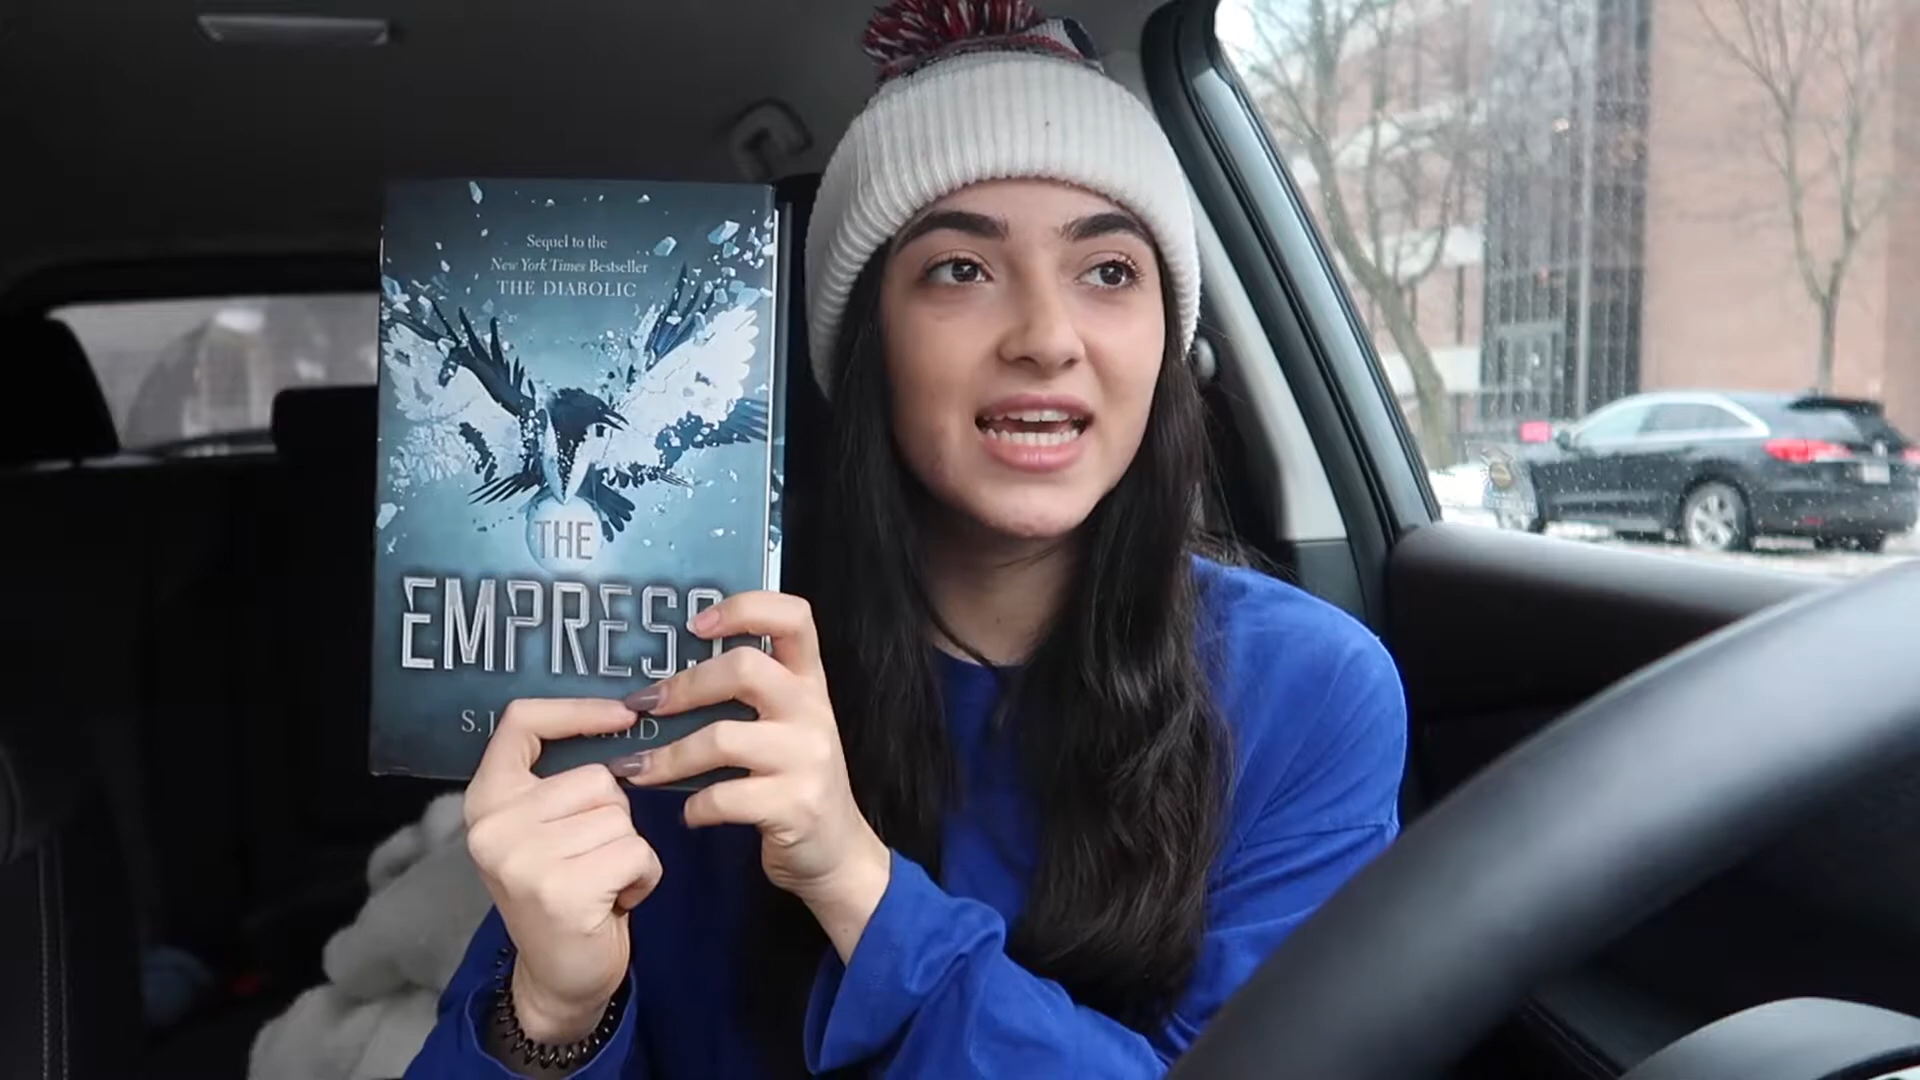 Sequel to the
New York Times Bestseller
THE DIABOLIC
THE
EMPRESS
S.J.